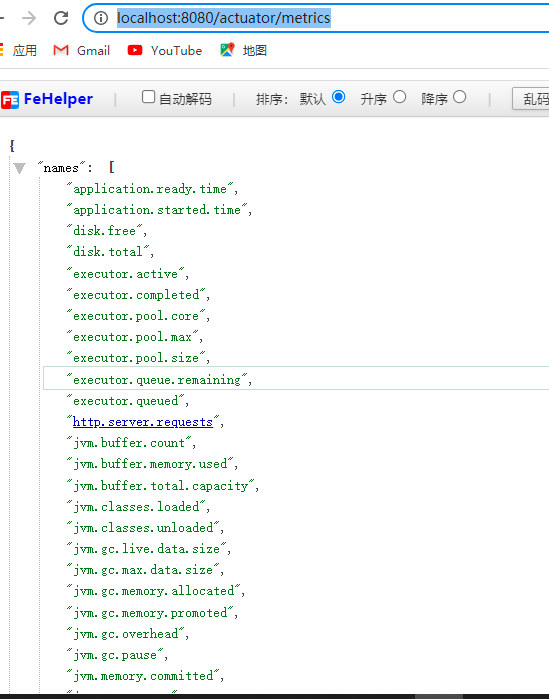 localhost:8080/actuator/metrics
应用 Gmail YouTube 地图
FeHelper 自动解码 排序: 默认 升序 降序 乱码
{
"names": [
"application.ready.time",
"application.started.time",
"disk.free",
"disk.total",
"executor.active",
"executor.completed",
"executor.pool.core",
"executor.pool.max",
"executor.pool.size",
"executor.queue.remaining",
"executor.queued",
"http.server.requests",
"jvm.buffer.count",
"jvm.buffer.memory.used",
"jvm.buffer.total.capacity",
"jvm.classes.loaded",
"jvm.classes.unloaded",
"jvm.gc.live.data.size",
"jvm.gc.max.data.size",
"jvm.gc.memory.allocated",
"jvm.gc.memory.promoted",
"jvm.gc.overhead",
"jvm.gc.pause",
"jvm.memory.committed",